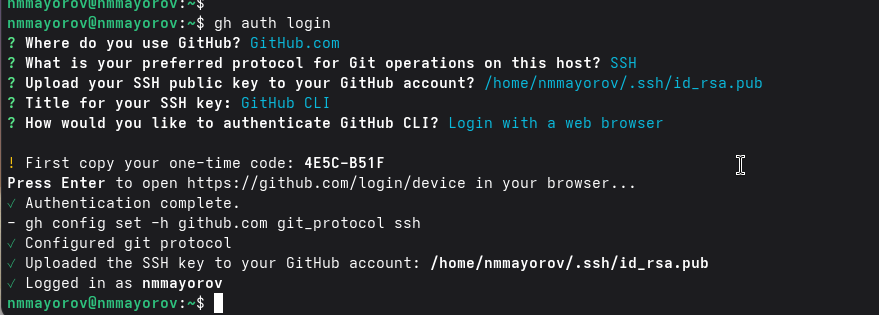 nmmayorov@nmmayorov:~$
nmmayorov@nmmayorov:~$ gh auth login
? Where do you use GitHub? GitHub.com
? What is your preferred protocol for Git operations on this host? SSH
? Upload your SSH public key to your GitHub account? /home/nmmayorov/.ssh/id_rsa.pub
? Title for your SSH key: GitHub CLI
? How would you like to authenticate GitHub CLI? Login with a web browser
! First copy your one-time code: 4E5C-B51F
Press Enter to open https://github.com/login/device in your browser...
✓ Authentication complete.
- gh config set -h github.com git_protocol ssh
✓ Configured git protocol
✓ Uploaded the SSH key to your GitHub account: /home/nmmayorov/.ssh/id_rsa.pub
✓ Logged in as nmmayorov
nmmayorov@nmmayorov:~$